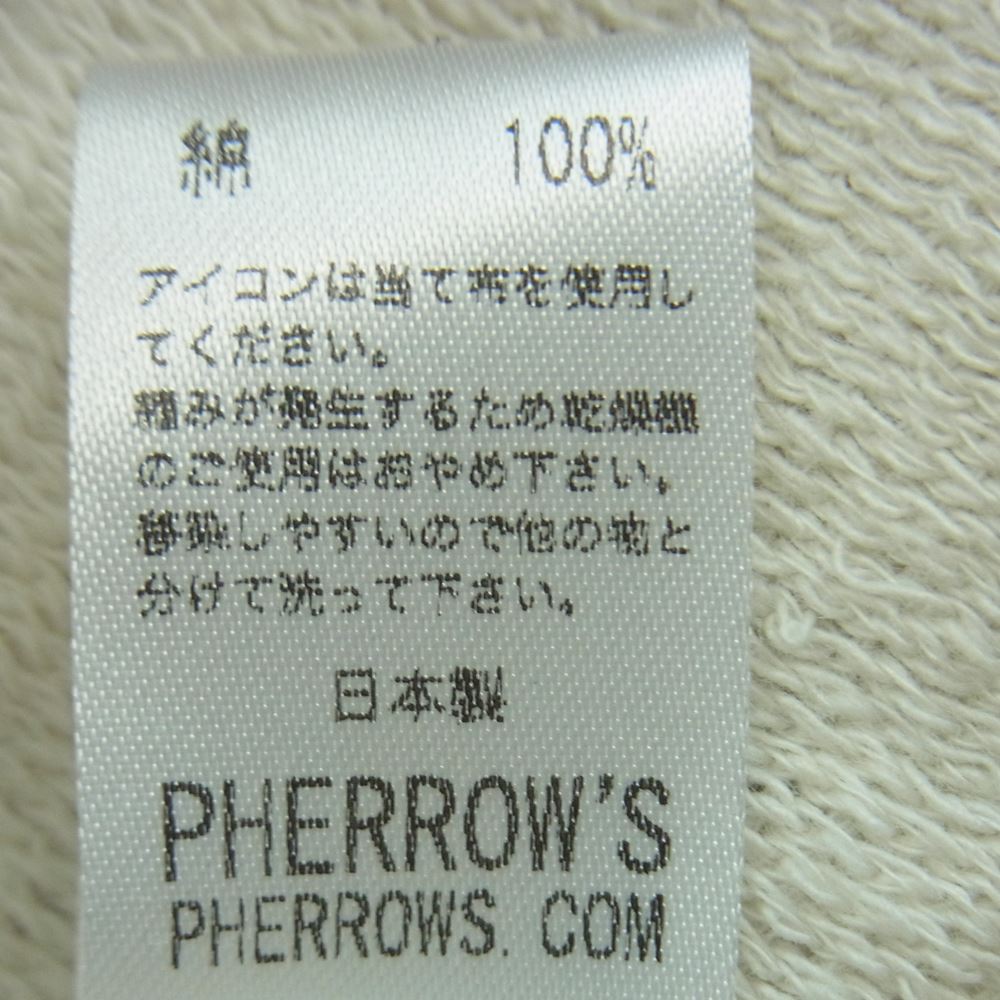 綿 100%
アイコンは当て布を使用し
てください。
縮みが発生するため乾燥機
のご使用はおやめ下さい。
移染しやすいので他の物と
分けて洗って下さい。
日本製
PHERROW'S
PHERROWS.COM